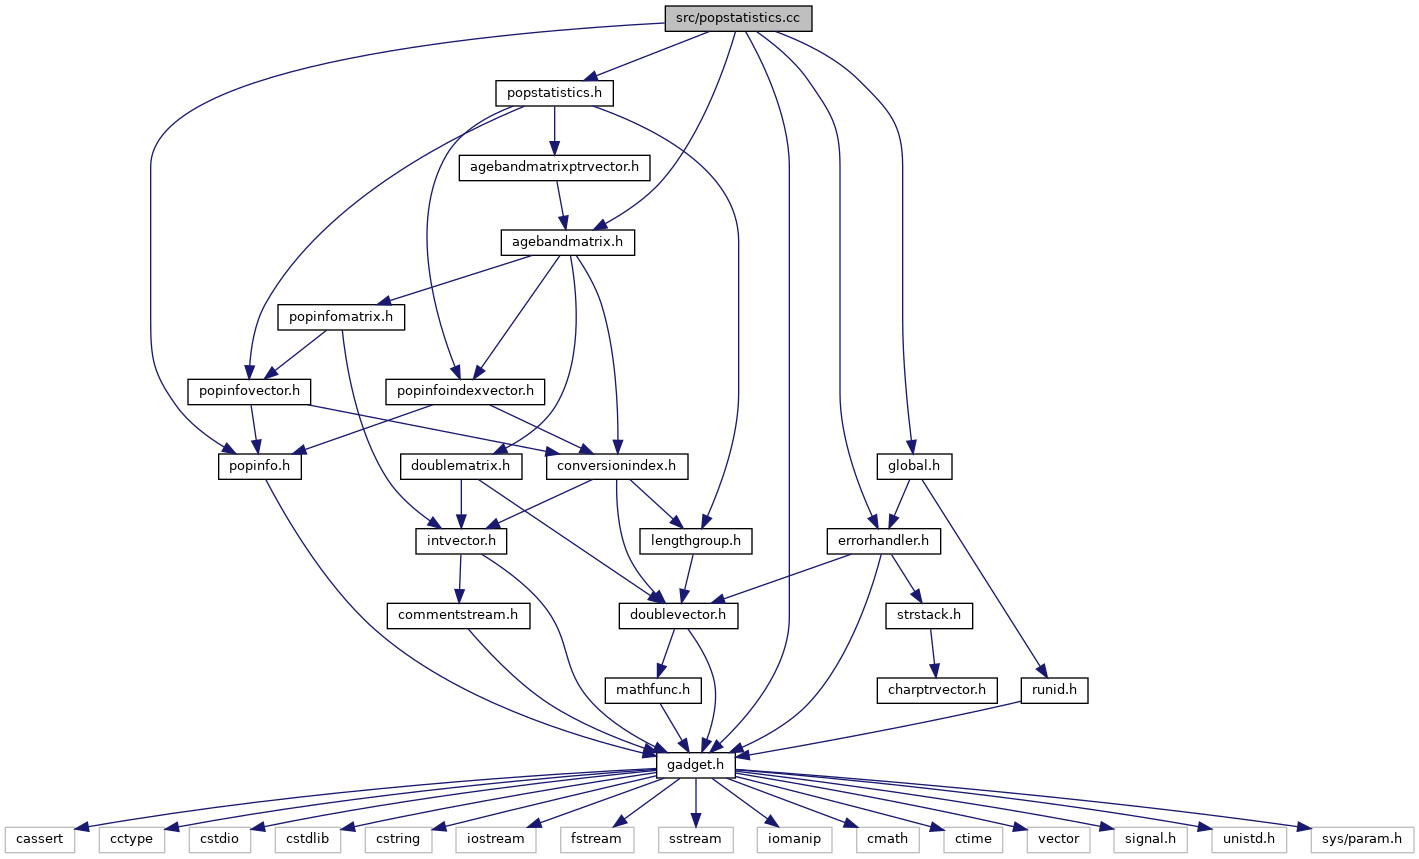 src/popstatistics.cc
popstatistics.h
agebandmatrixptrvector.h
agebandmatrix.h
popinfomatrix.h
popinfovector.h
popinfoindexvector.h
popinfo.h
doublematrix.h
conversionindex.h
global.h
intvector.h
lengthgroup.h
errorhandler.h
commentstream.h
doublevector.h
strstack.h
mathfunc.h
charptrvector.h
runid.h
gadget.h
cassert
cctype
cstdio
cstdlib
cstring
iostream
fstream
sstream
iomanip
cmath
ctime
vector
signal.h
unistd.h
sys/param.h